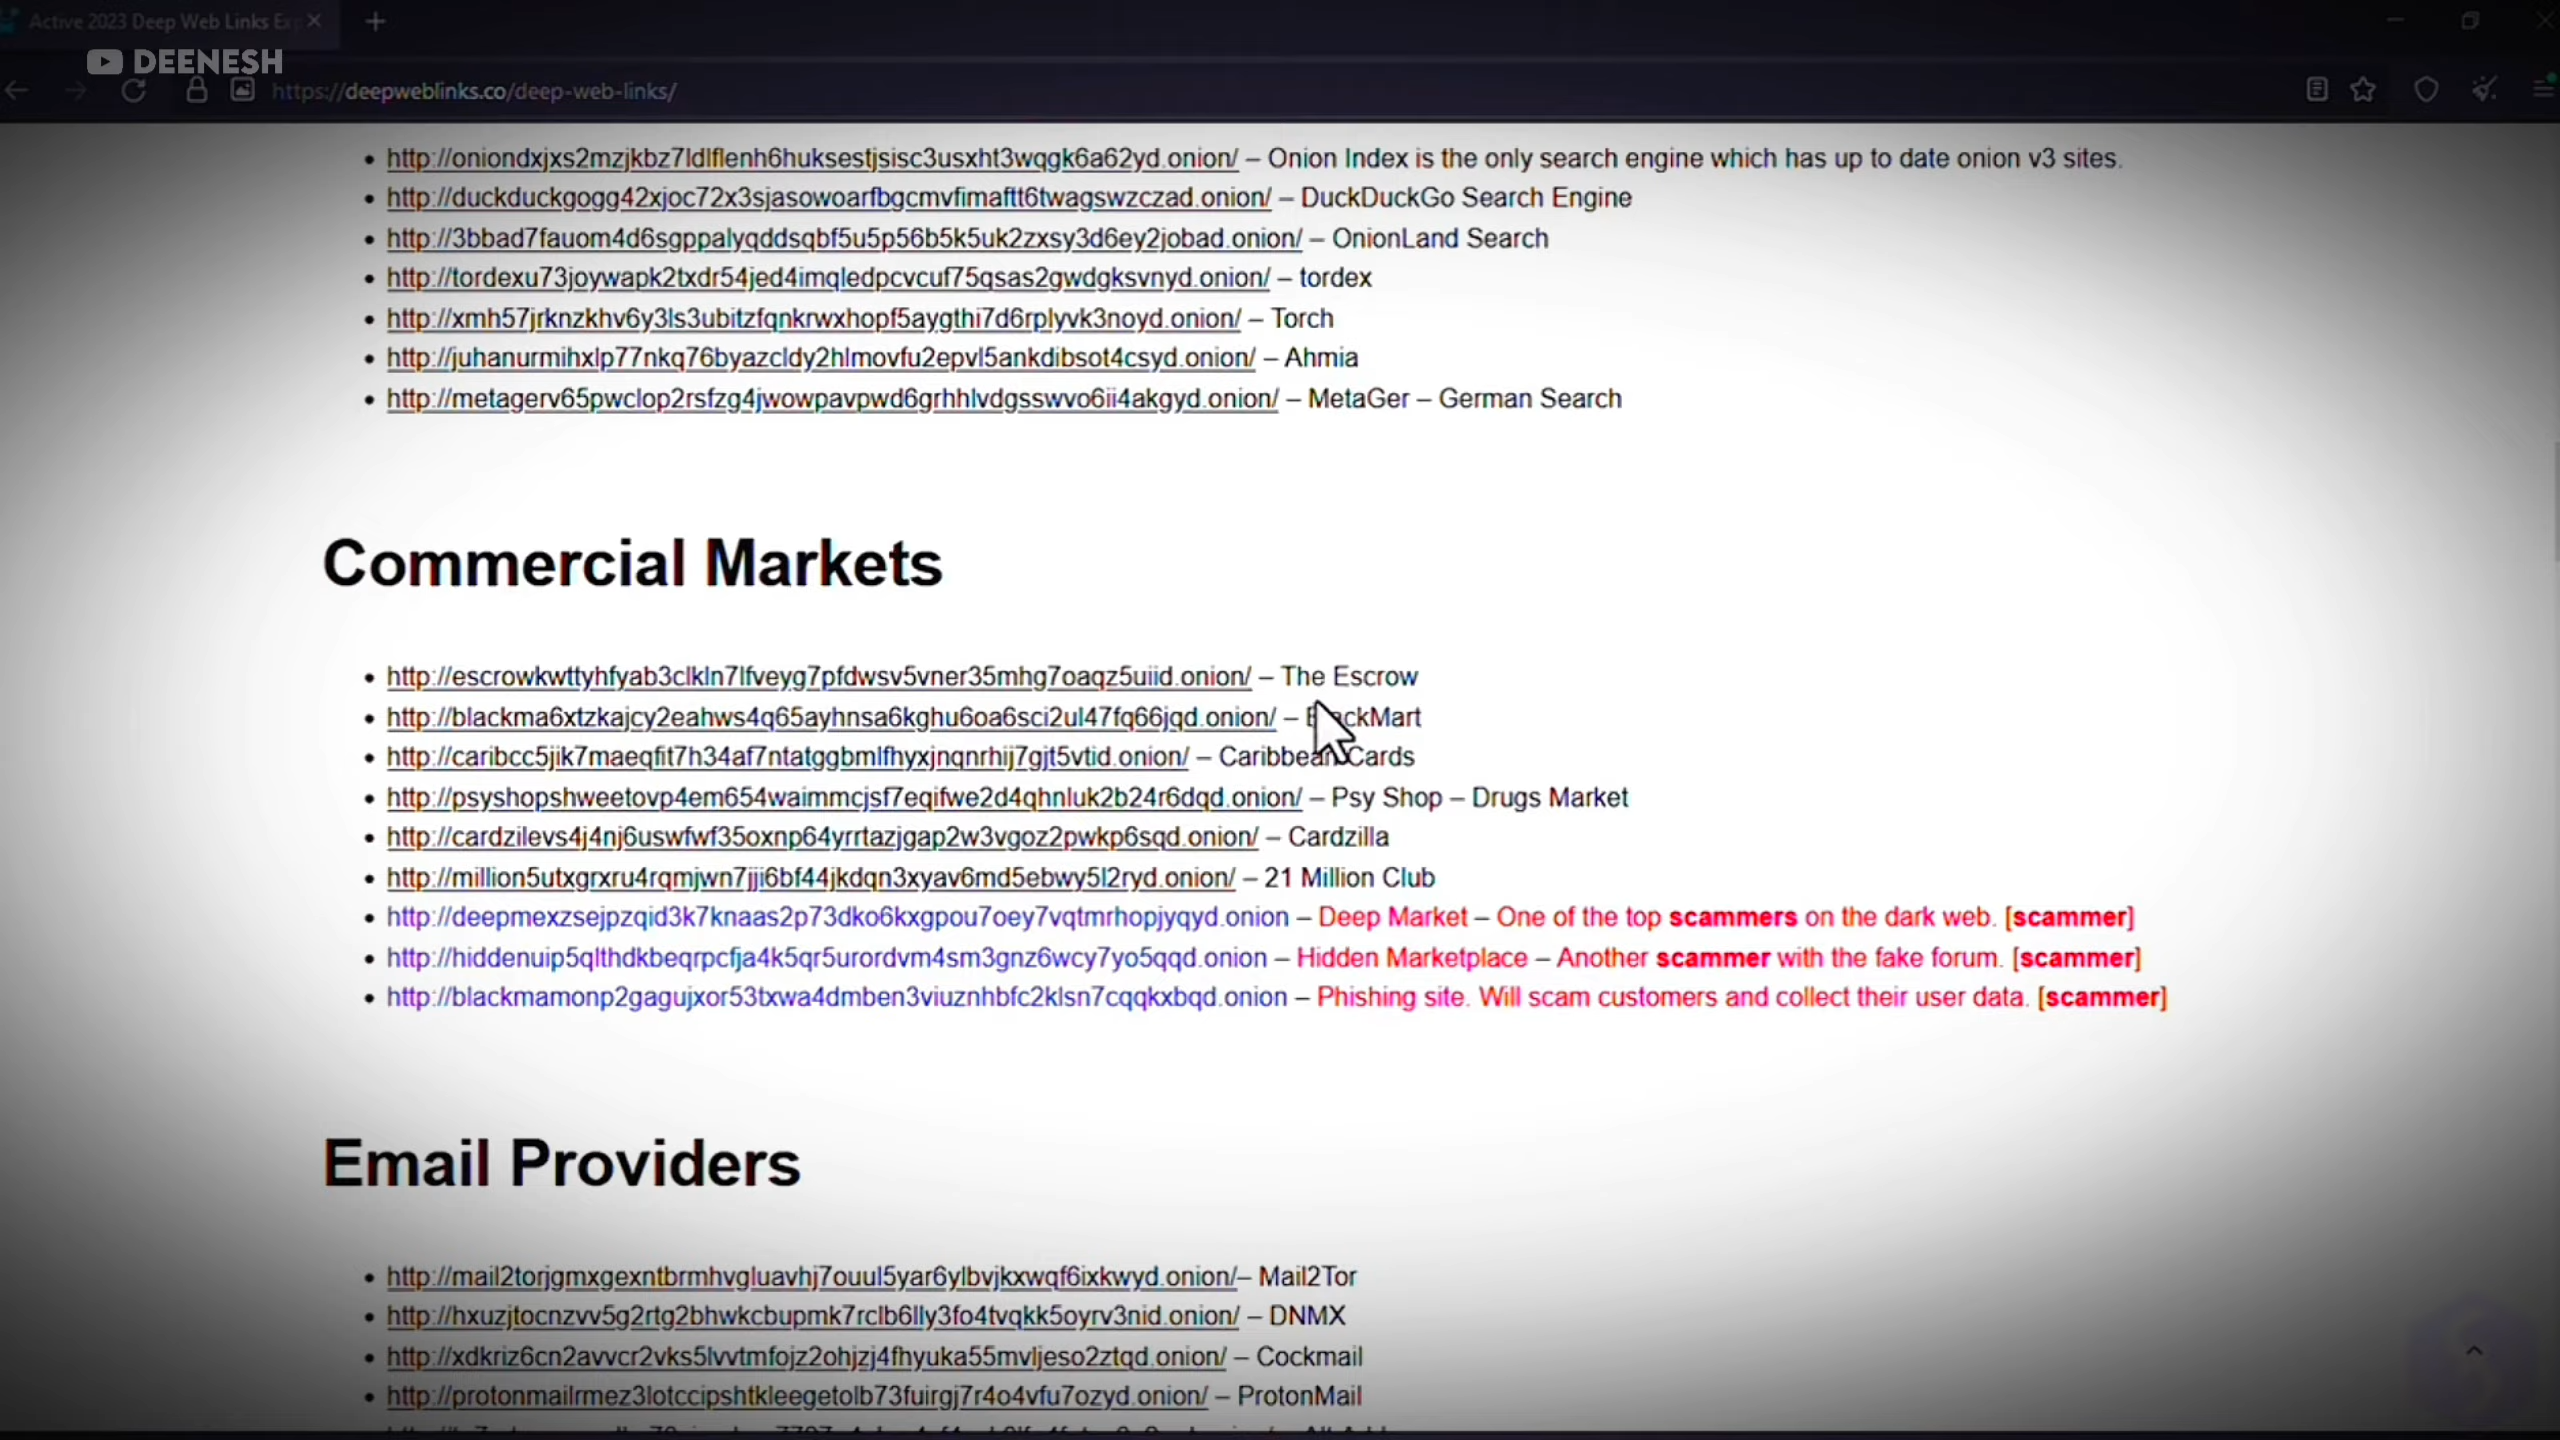 Active 2023 Deep Web Links
DEENESH
https://deepweblinks.co/deep-web-links/
http://oniondxjxs2mzjkbz7ldlflenh6huksestjsisc3usxht3wqgk6a62yd.onion/ – Onion Index is the only search engine which has up to date onion v3 sites.
http://duckduckgogg42xjoc72x3sjasowoarfbgcmvfimaftt6twagswzczad.onion/ – DuckDuckGo Search Engine
http://3bbad7fauom4d6sgppalyqddsqbf5u5p56b5k5uk2zxsy3d6ey2jobad.onion/ – OnionLand Search
http://tordexu73joywapk2txdr54jed4imqledpcvcuf75qsas2gwdgksvnyd.onion/ – tordex
http://xmh57jrknzkhv6y3ls3ubitzfqnkrwxhopf5aygthi7d6rplyvk3noyd.onion/ – Torch
http://juhanurmihxlp77nkq76byazcldy2hlmovfu2epvl5ankdibsot4csyd.onion/ – Ahmia
http://metagerv65pwclop2rsfzg4jwowpavpwd6grhhlvdgsswvo6ii4akgyd.onion/ – MetaGer – German Search
Commercial Markets
http://escrowkwttyhfyab3clkln7lfveyg7pfdwsv5vner35mhg7oaqz5uiid.onion/ – The Escrow
http://blackma6xtzkajcy2eahws4q65ayhnsa6kghu6oa6sci2ul47fq66jqd.onion/ –
http://caribcc5jik7maeqfit7h34af7ntatggbmlfhyxjnqnrhij7gjt5vtid.onion/ – Caribbean Cards
http://psyshopshweetovp4em654waimmcjsf7eqifwe2d4qhnluk2b24r6dqd.onion/ – Psy Shop – Drugs Market
http://cardzilevs4j4nj6uswfwf35oxnp64yrrtazjgap2w3vgoz2pwkp6sqd.onion/ – Cardzilla
http://million5utxgrxru4rqmjwn7jji6bf44jkdqn3xyav6md5ebwy5l2ryd.onion/ – 21 Million Club
http://deepmexzsejpzqid3k7knaas2p73dko6kxgpou7oey7vqtmrhopjyqyd.onion – Deep Market – One of the top scammers on the dark web. [scammer]
http://hiddenuip5qlthdkbeqrpcfja4k5qr5urordvm4sm3gnz6wcy7yo5qqd.onion – Hidden Marketplace – Another scammer with the fake forum. [scammer]
http://blackmamonp2gagujxor53txwa4dmben3viuznhbfc2klsn7cqqkxbqd.onion – Phishing site. Will scam customers and collect their user data. [scammer]
Email Providers
http://mail2torjgmxgexntbrmhvgluavhj7ouul5yar6ylbvjkxwqf6ixkwyd.onion/– Mail2Tor
http://hxuzjtocnzvv5g2rtg2bhwkcbupmk7rclb6lly3fo4tvqkk5oyrv3nid.onion/ – DNMX
http://xdkriz6cn2avvcr2vks5lvvtmfojz2ohjzj4fhyuka55mvljeso2ztqd.onion/ – Cockmail
http://protonmailrmez3lotccipshtkleegetolb73fuirgj7r4o4vfu7ozyd.onion/ – ProtonMail